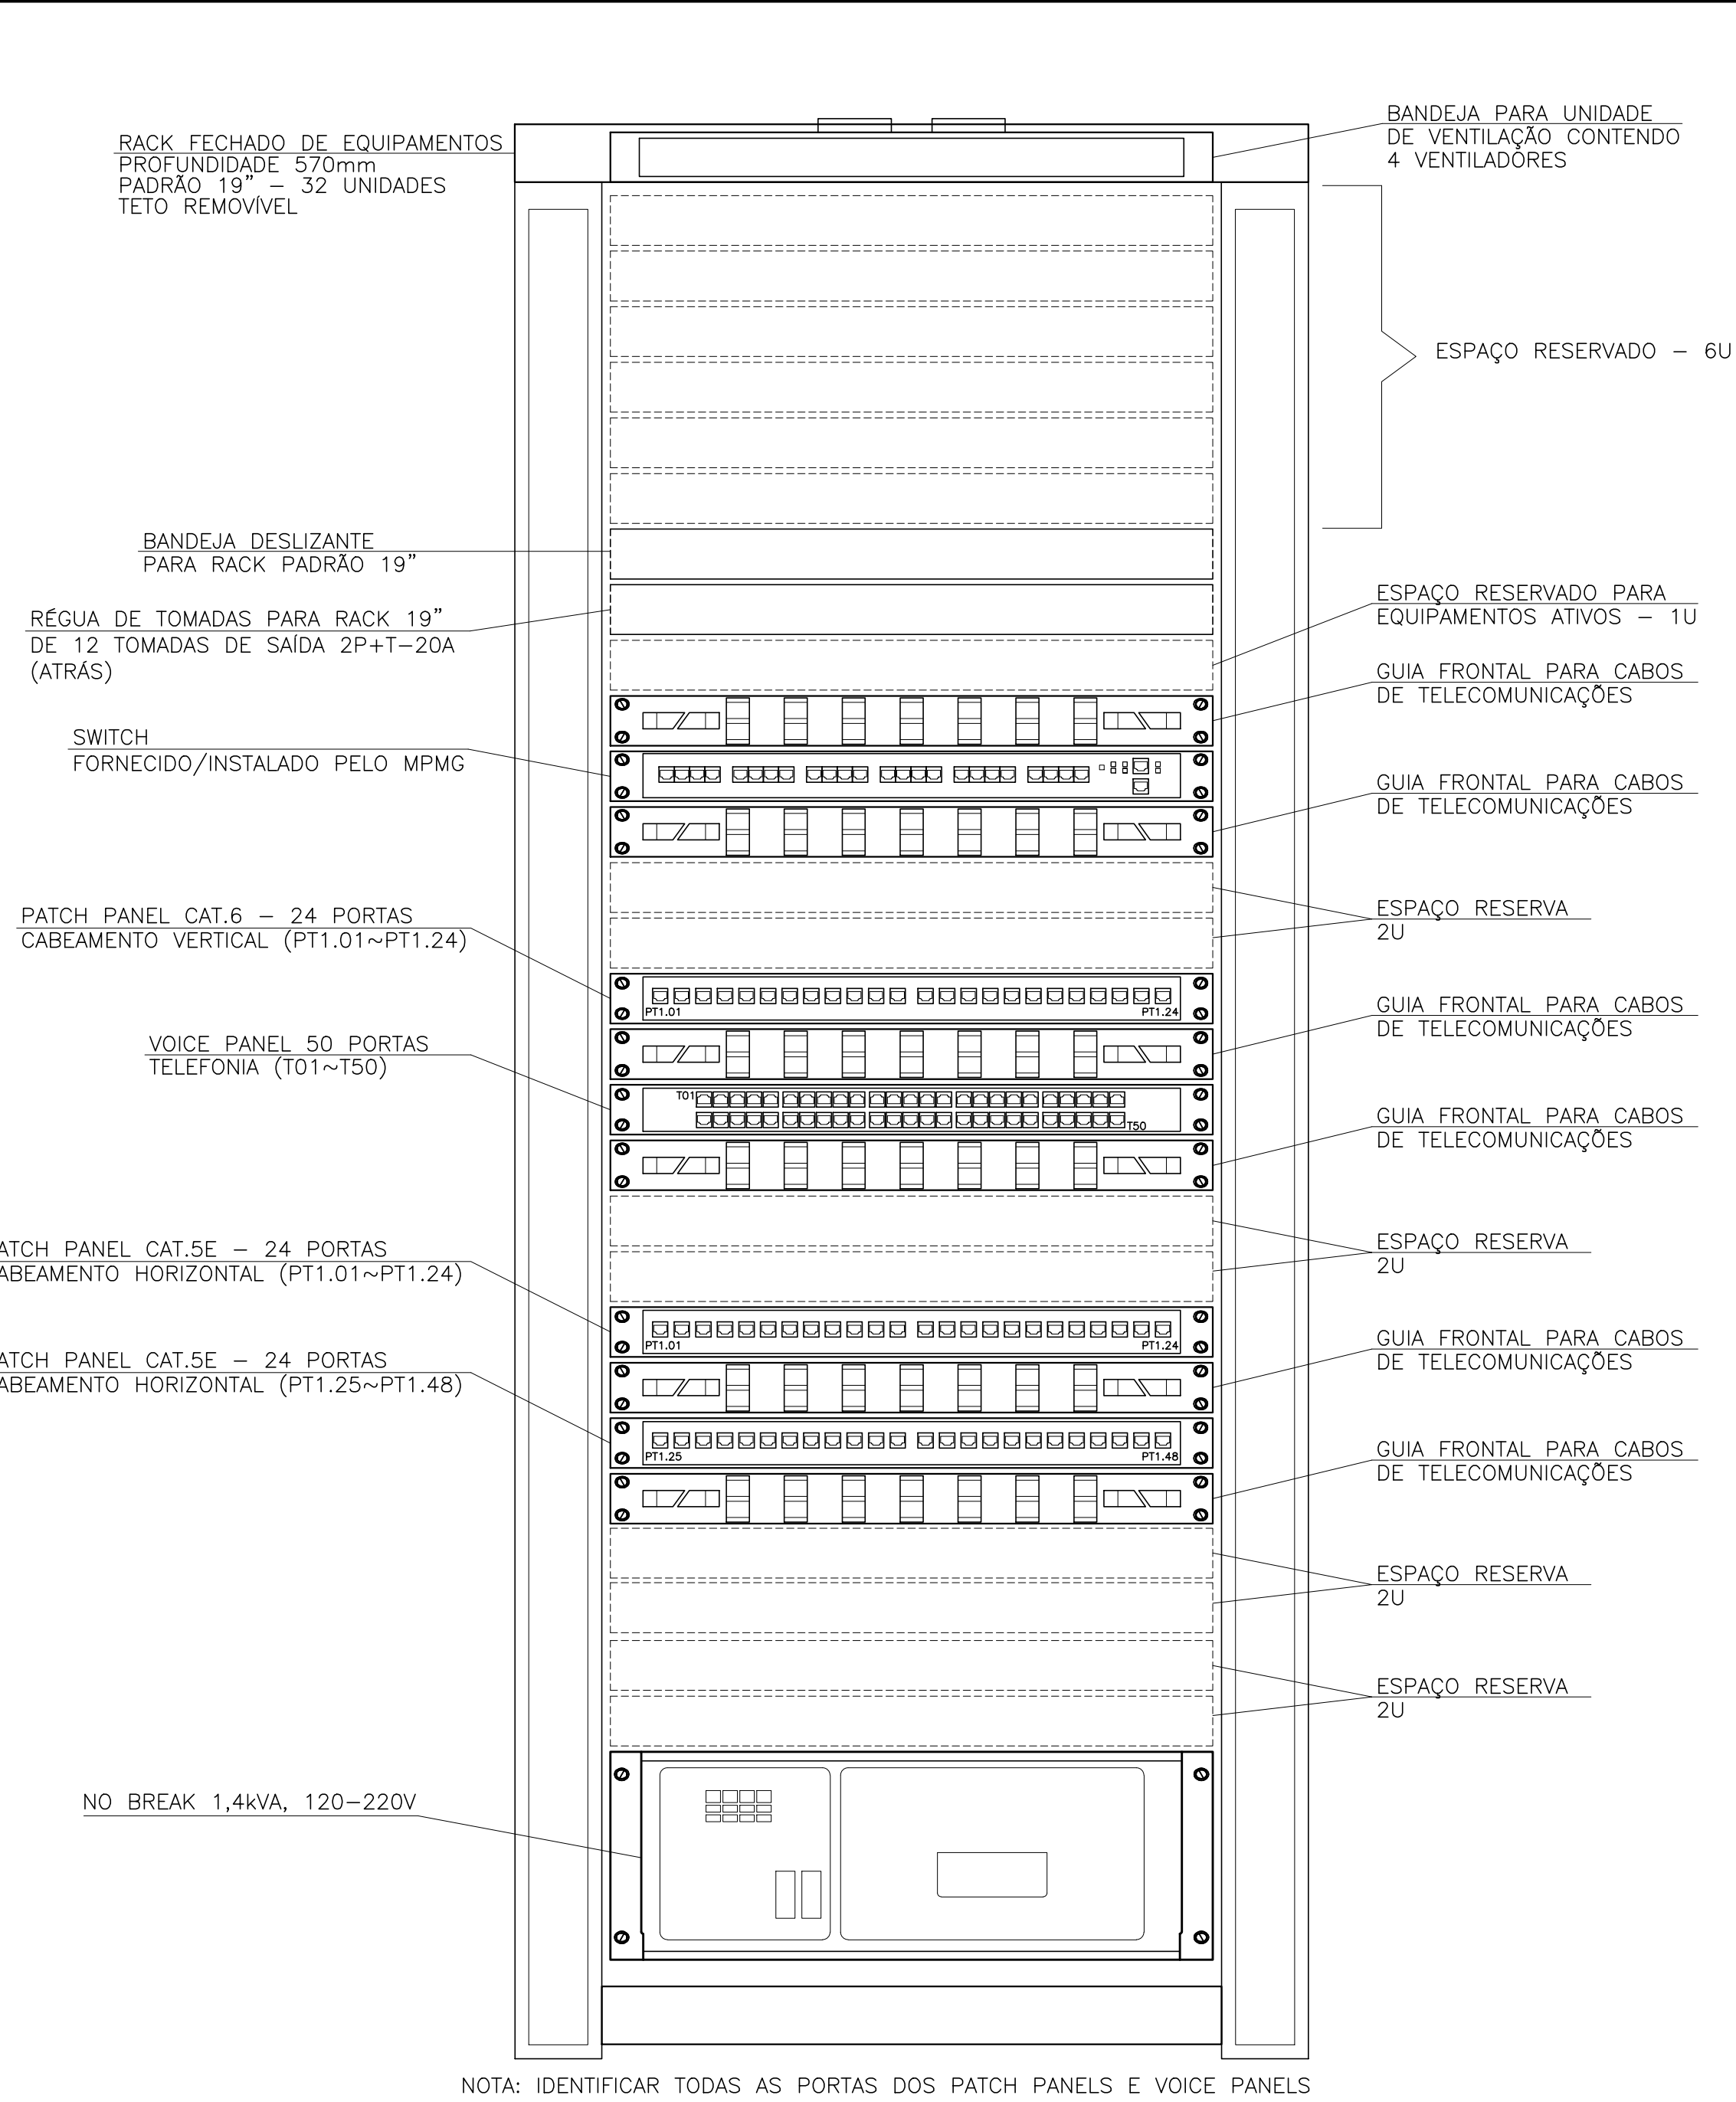 RACK FECHADO DE EQUIPAMENTOS
PROFUNDIDADE 570mm
PADRÃO 19” – 32 UNIDADES
TETO REMOVÍVEL
BANDEJA PARA UNIDADE
DE VENTILAÇÃO CONTENDO
4 VENTILADORES
ESPAÇO RESERVADO – 6U
BANDEJA DESLIZANTE
PARA RACK PADRÃO 19”
RÉGUA DE TOMADAS PARA RACK 19”
DE 12 TOMADAS DE SAÍDA 2P+T–20A
(ATRÁS)
ESPAÇO RESERVADO PARA
EQUIPAMENTOS ATIVOS – 1U
GUIA FRONTAL PARA CABOS
DE TELECOMUNICAÇÕES
SWITCH
FORNECIDO/INSTALADO PELO MPMG
GUIA FRONTAL PARA CABOS
DE TELECOMUNICAÇÕES
PATCH PANEL CAT.6 – 24 PORTAS
CABEAMENTO VERTICAL (PT1.01~PT1.24)
ESPAÇO RESERVA
2U
PT1.01
PT1.24
GUIA FRONTAL PARA CABOS
DE TELECOMUNICAÇÕES
VOICE PANEL 50 PORTAS
TELEFONIA (T01~T50)
T01
T50
GUIA FRONTAL PARA CABOS
DE TELECOMUNICAÇÕES
ATCH PANEL CAT.5E – 24 PORTAS
ABEAMENTO HORIZONTAL (PT1.01~PT1.24)
ESPAÇO RESERVA
2U
PT1.01
PT1.24
GUIA FRONTAL PARA CABOS
DE TELECOMUNICAÇÕES
ATCH PANEL CAT.5E – 24 PORTAS
ABEAMENTO HORIZONTAL (PT1.25~PT1.48)
PT1.25
PT1.48
GUIA FRONTAL PARA CABOS
DE TELECOMUNICAÇÕES
ESPAÇO RESERVA
2U
ESPAÇO RESERVA
2U
NO BREAK 1,4kVA, 120–220V
NOTA: IDENTIFICAR TODAS AS PORTAS DOS PATCH PANELS E VOICE PANELS